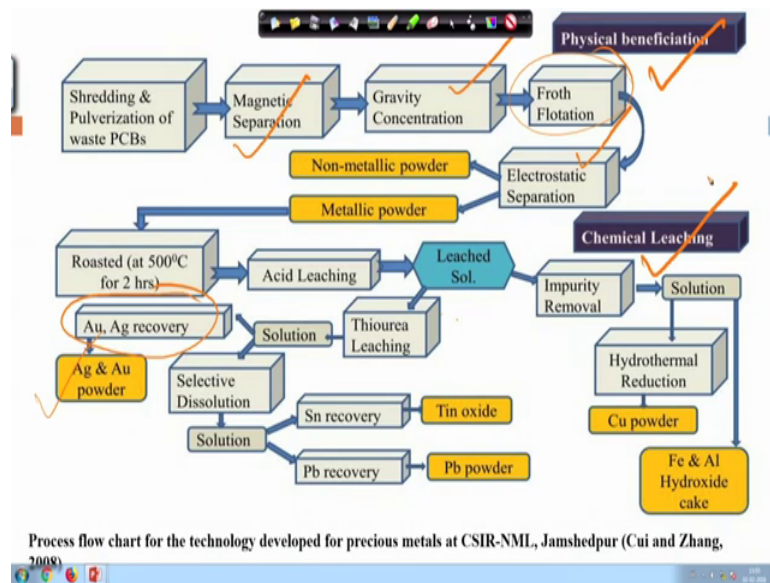 Physical beneficiation
Shredding &
Pulverization of
waste PCBs
Magnetic
Separation
Gravity
Concentration
Froth
Flotation
Non-metallic powder
Electrostatic
Separation
Metallic powder
Chemical Leaching
Roasted (at 500⁰C
for 2 hrs)
Acid Leaching
Leached
Sol.
Impurity
Removal
Solution
Au, Ag recovery
Solution
Thiourea
Leaching
Hydrothermal
Reduction
Ag & Au
powder
Selective
Dissolution
Sn recovery
Tin oxide
Cu powder
Solution
Pb recovery
Pb powder
Fe & Al
Hydroxide
cake
Process flow chart for the technology developed for precious metals at CSIR-NML, Jamshedpur (Cui and Zhang,
2008)